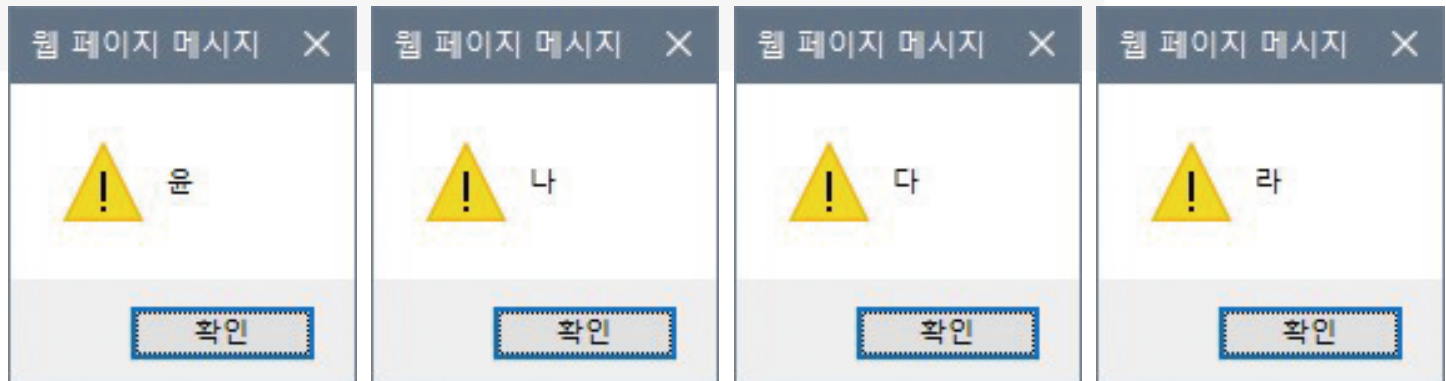 웹 페이지 메시지
윤
확인
웹 페이지 메시지
나
확인
웹 페이지 메시지
다
확인
웹 페이지 메시지
라
확인